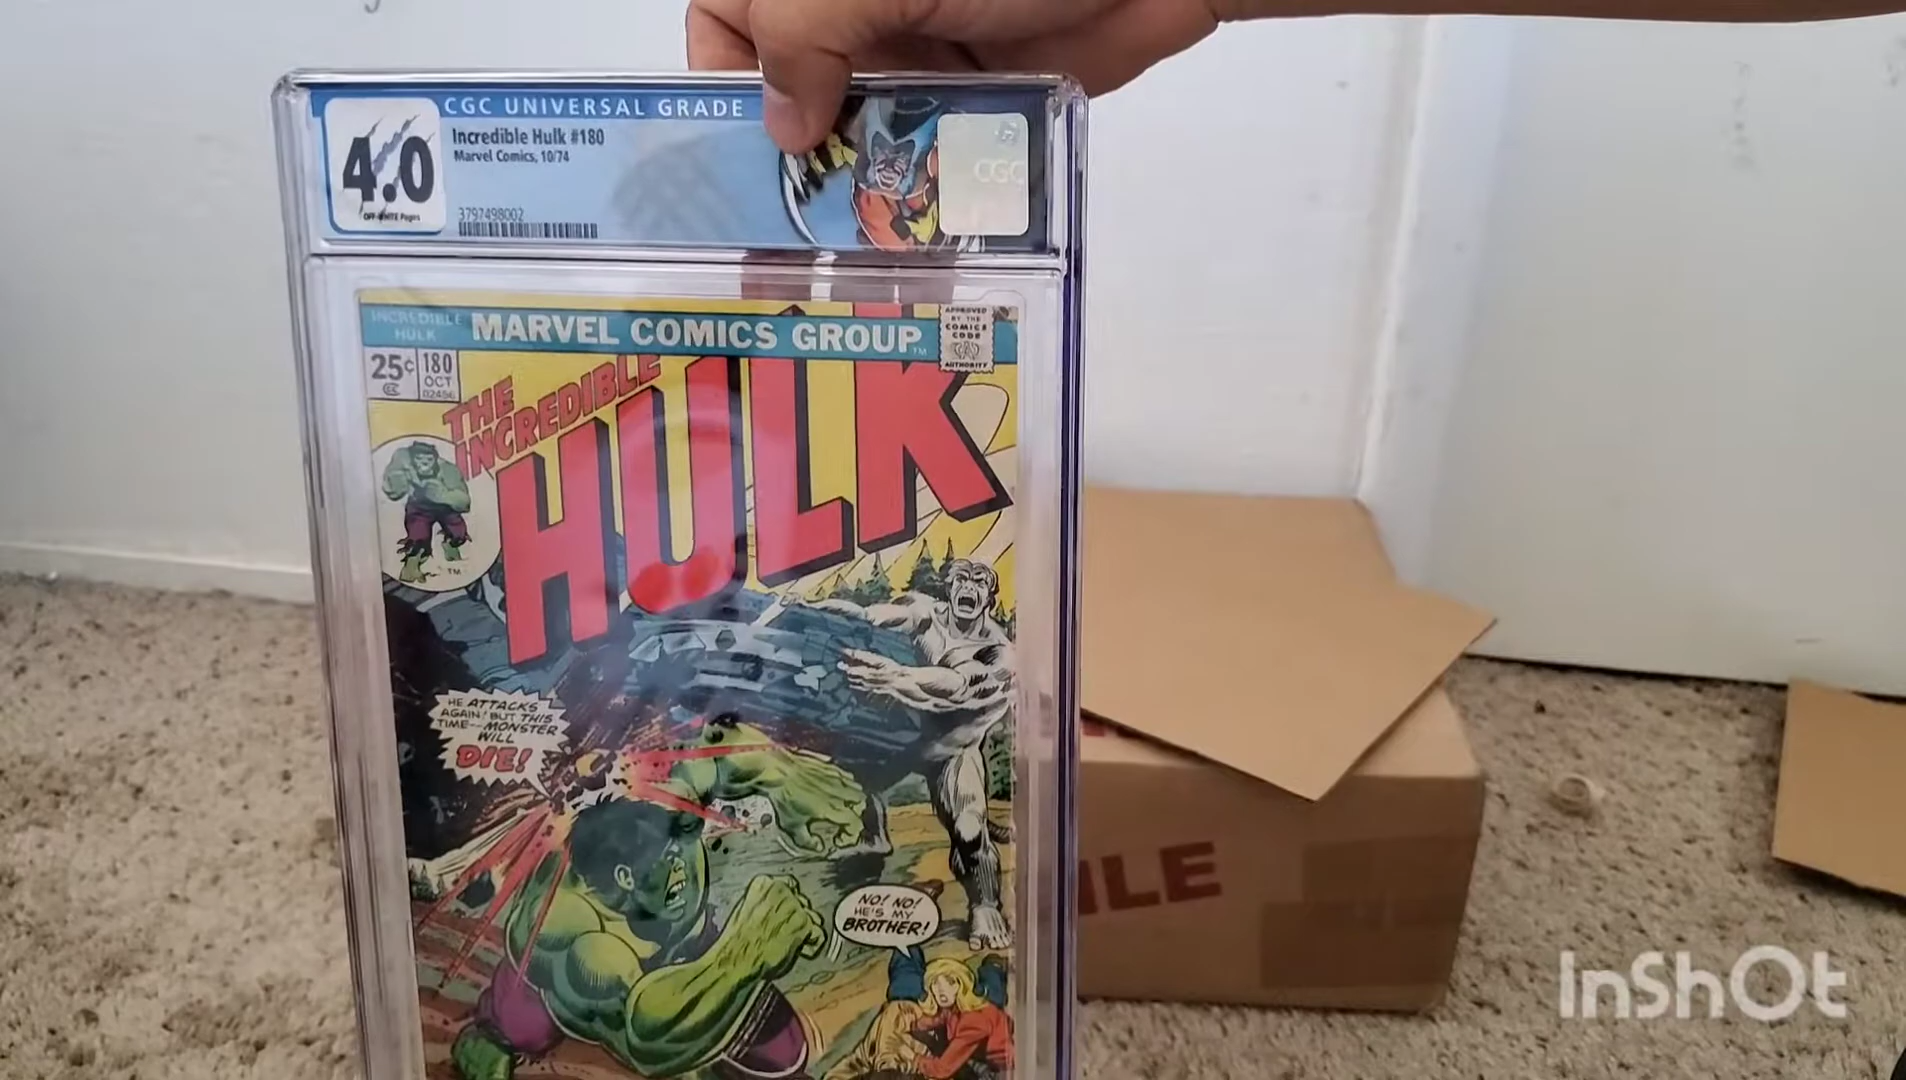 CGC UNIVERSAL GRADE
4.0
OFF-WHITE Pages
Incredible Hulk #180
Marvel Comics, 10/74
3797498002
CGC
INCREDIBLE
HULK
MARVEL COMICS GROUP
TM
APPROVED
BY THE
COMICS
CODE
AUTHORITY
25¢
180
OCT
02456
THE
INCREDIBLE
HULK
TM
HE ATTACKS
AGAIN! BUT THIS
TIME--MONSTER
WILL
DIE!
NO! NO!
HE'S MY
BROTHER!
ILE
InShOt